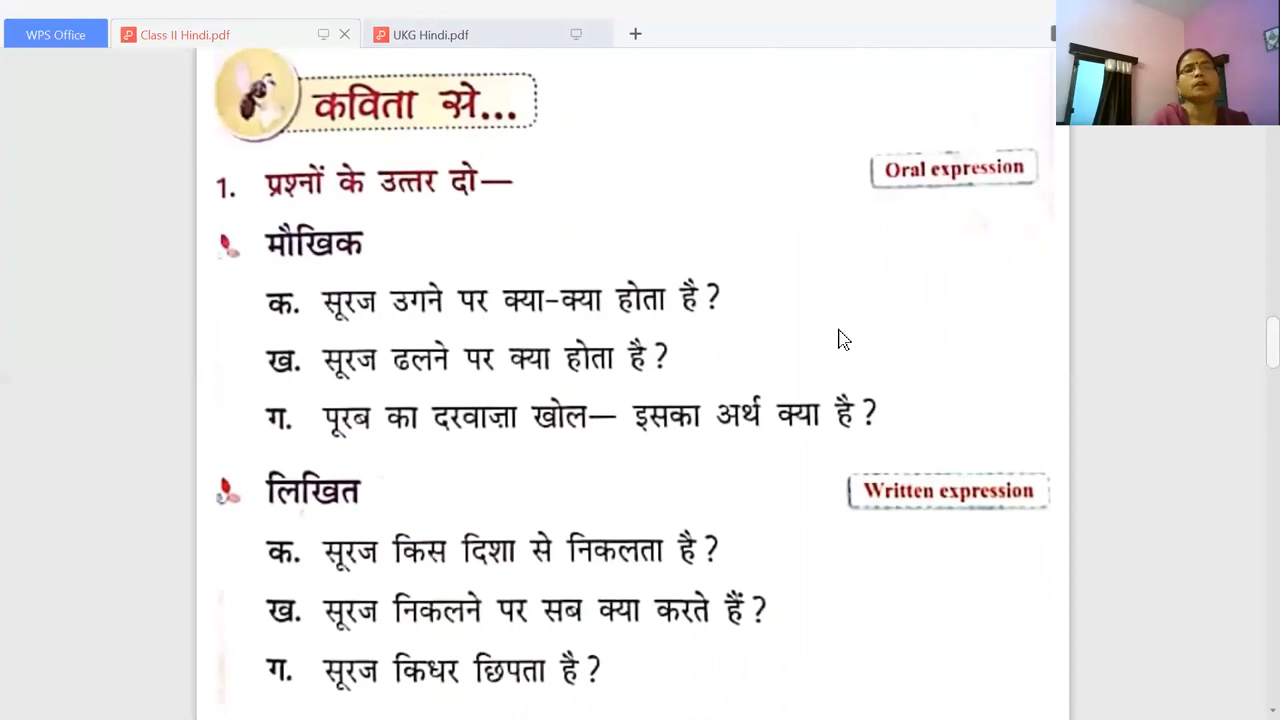 WPS Office
Class II Hindi.pdf
UKG Hindi.pdf
कविता से...
1. प्रश्नों के उत्तर दो—
Oral expression
मौखिक
क. सूरज उगने पर क्या-क्या होता है?
ख. सूरज ढलने पर क्या होता है?
ग. पूरब का दरवाज़ा खोल— इसका अर्थ क्या है?
लिखित
Written expression
क. सूरज किस दिशा से निकलता है?
ख. सूरज निकलने पर सब क्या करते हैं?
ग. सूरज किधर छिपता है?